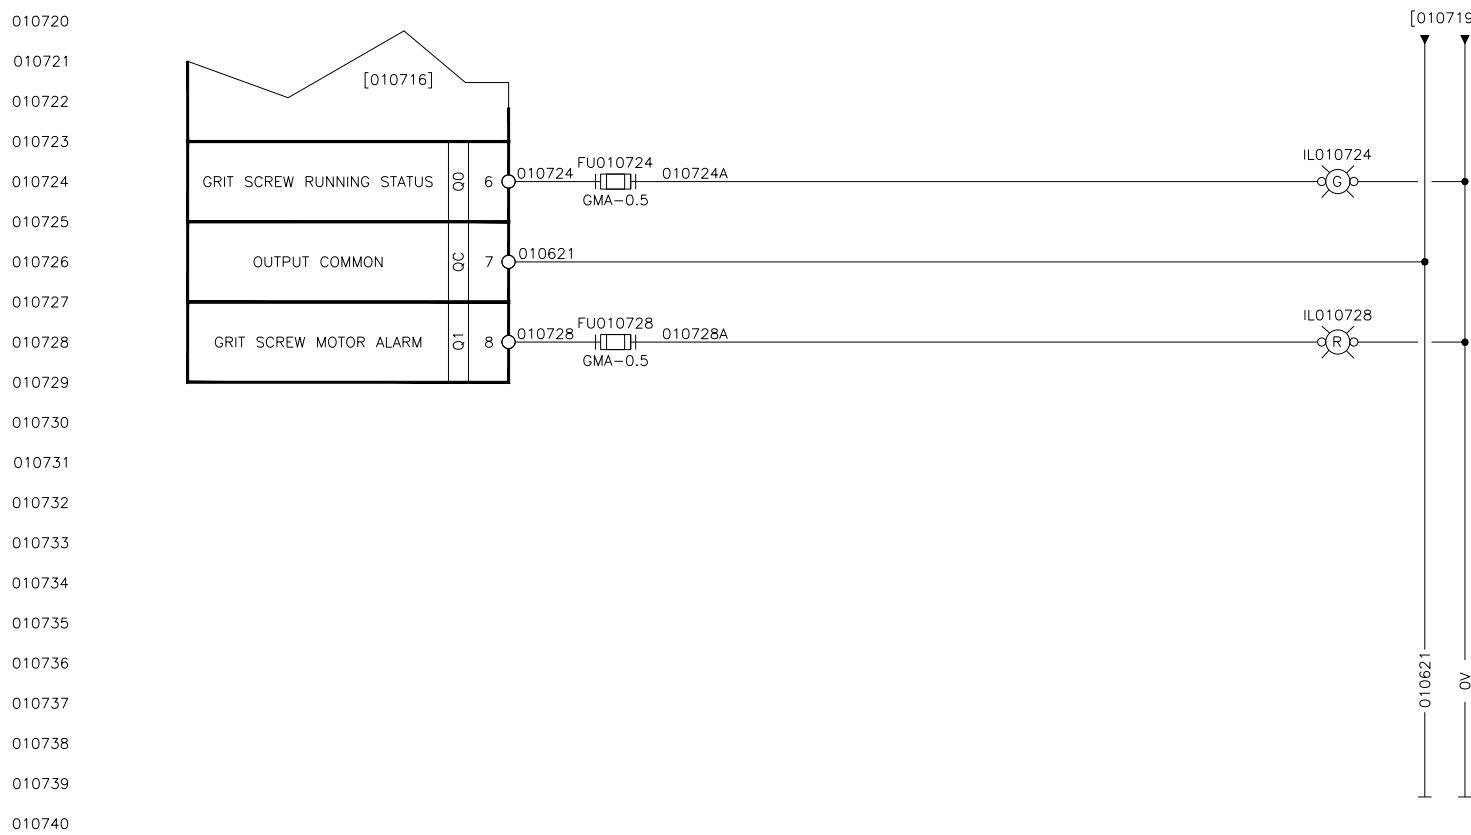 010720
[010719
010721
[010716]
010722
010723
010724
GRIT SCREW RUNNING STATUS
Q0
6
010724
FU010724
GMA-0.5
010724A
IL010724
G
010725
010726
OUTPUT COMMON
QC
7
010621
010727
010728
GRIT SCREW MOTOR ALARM
Q1
8
010728
FU010728
GMA-0.5
010728A
IL010728
R
010729
010730
010731
010732
010733
010734
010735
010736
010621
0V
010737
010738
010739
010740